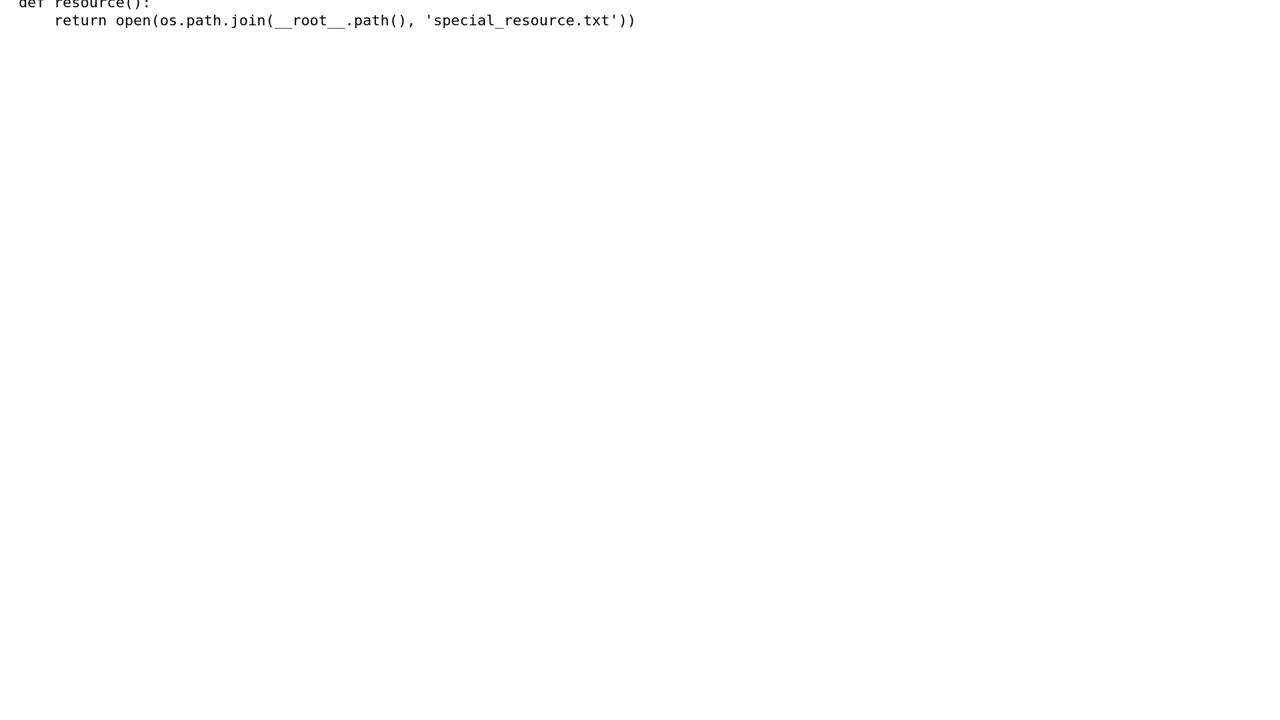 def resource():
    return open(os.path.join(__root__.path(), 'special_resource.txt'))